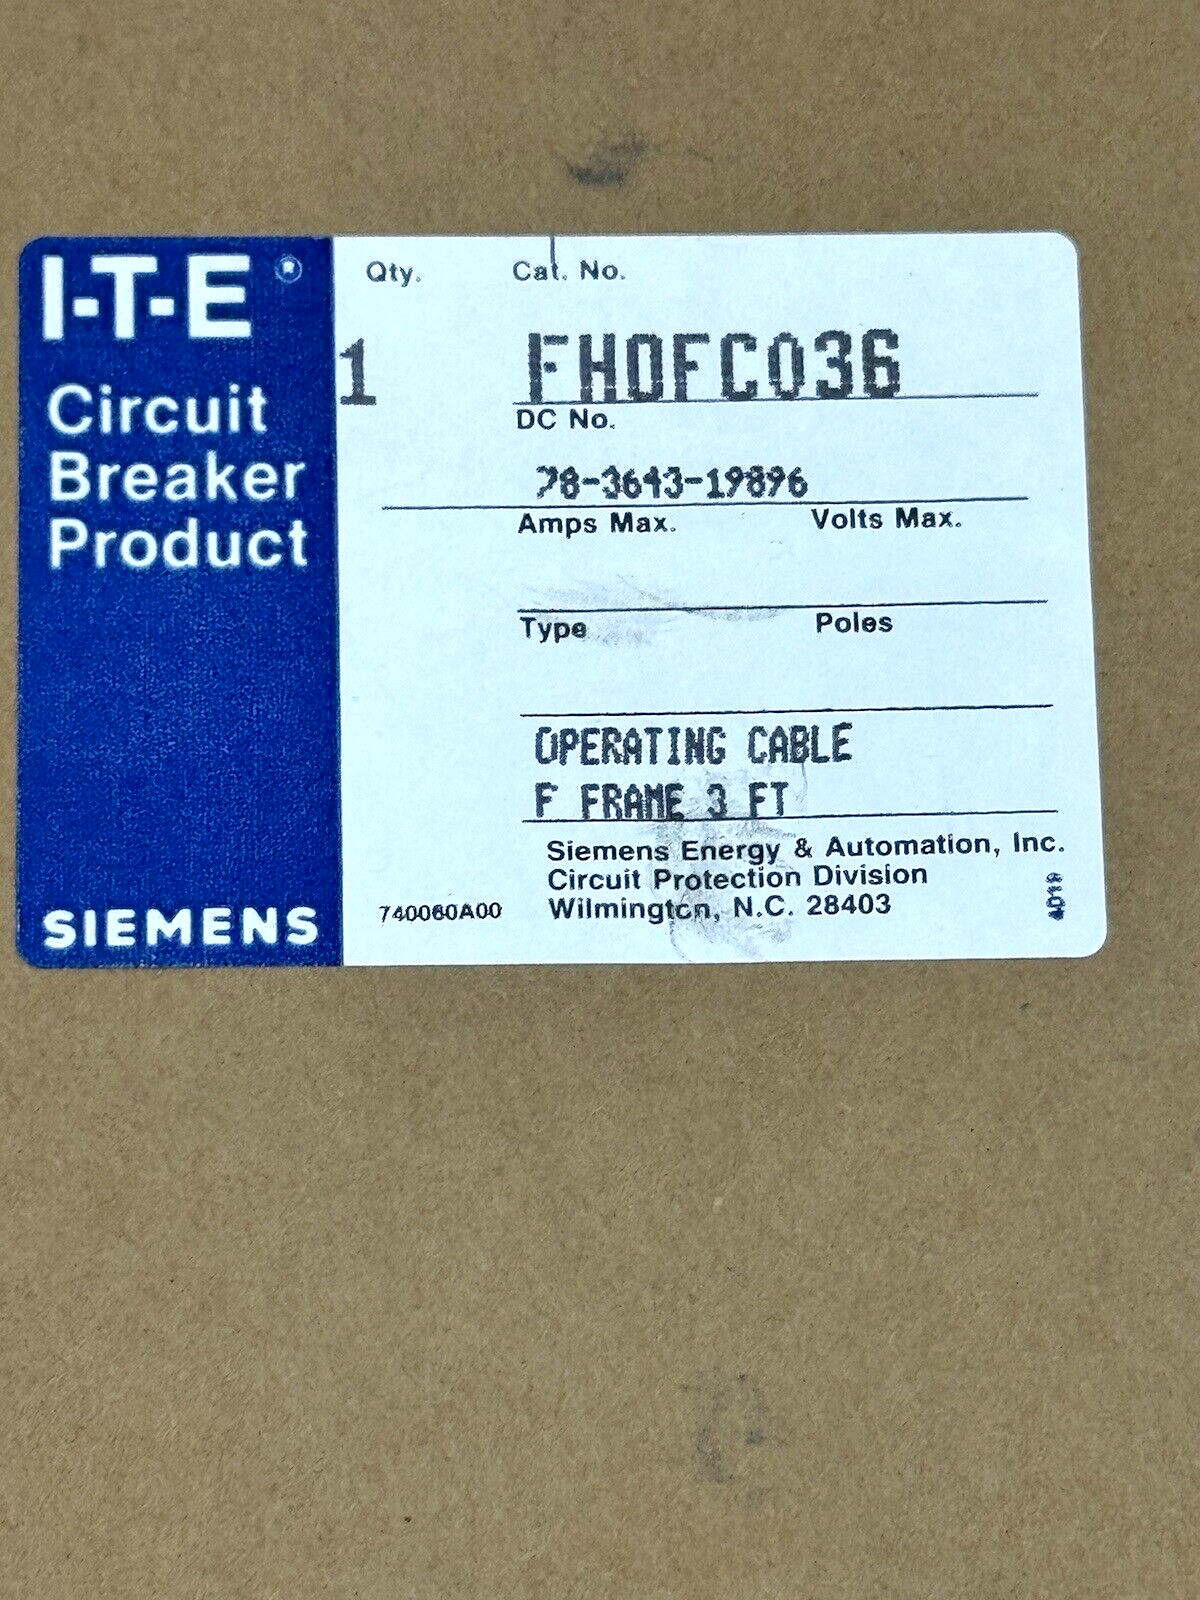 I-T-E ®
Circuit
Breaker
Product
SIEMENS
Qty. Cat. No.
1 FHOFC036
DC No.
78-3643-19896
Amps Max. Volts Max.
Type Poles
OPERATING CABLE
F FRAME 3 FT
Siemens Energy & Automation, Inc.
Circuit Protection Division
740060A00 Wilmington, N.C. 28403